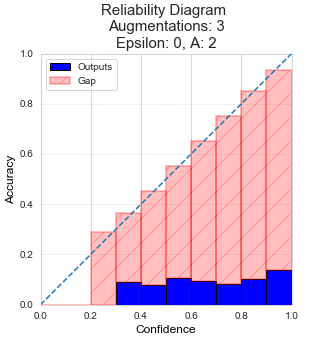 Reliability Diagram
Augmentations: 3
Epsilon: 0, A: 2
1.0
Outputs
Gap
0.8
0.6
0.4
0.2
0.0
Accuracy
0.0 0.2 0.4 0.6 0.8 1.0
Confidence